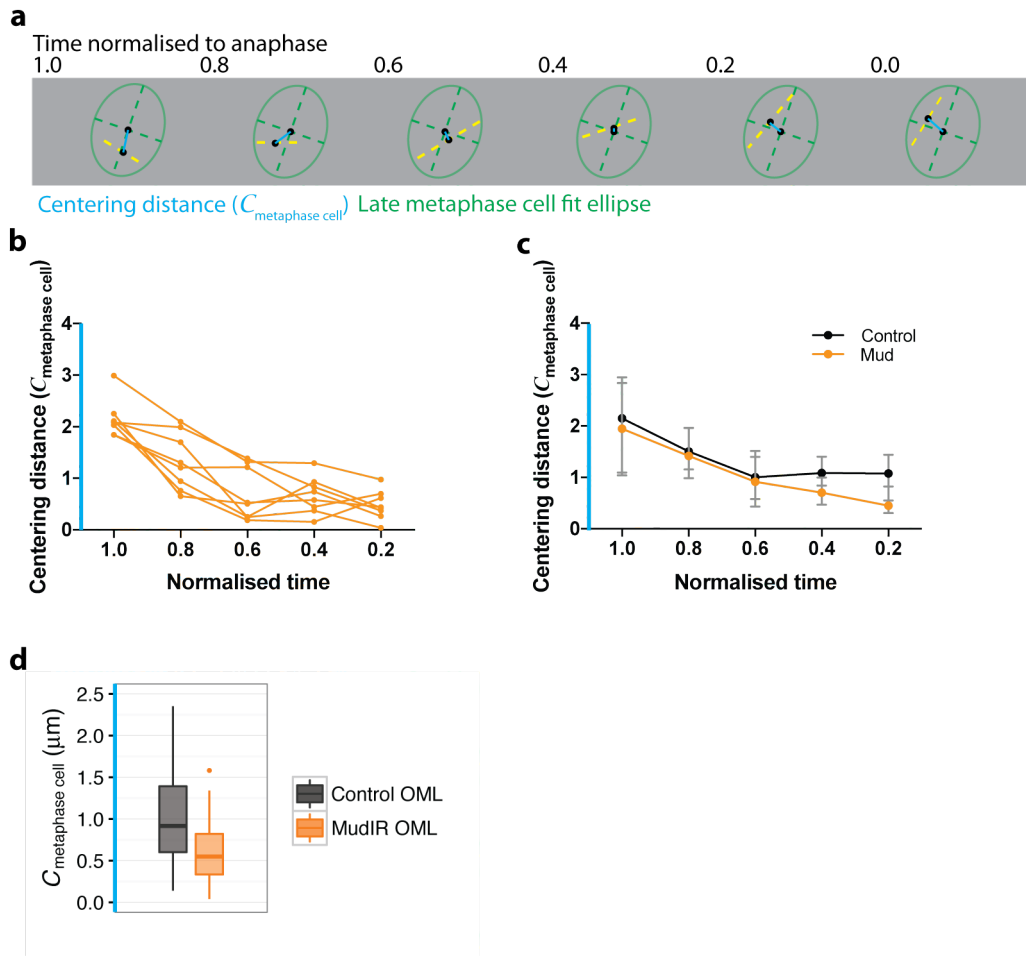 a
Time normalised to anaphase
1.0 0.8 0.6 0.4 0.2 0.0
Centering distance (C metaphase cell) Late metaphase cell fit ellipse
b
Centering distance (C metaphase cell)
4
3
2
1
0
1.0 0.8 0.6 0.4 0.2
Normalised time
c
Centering distance (C metaphase cell)
4
3
2
1
0
1.0 0.8 0.6 0.4 0.2
Normalised time
Control
Mud
d
C metaphase cell (μm)
2.5
2.0
1.5
1.0
0.5
0.0
Control OML
MudIR OML